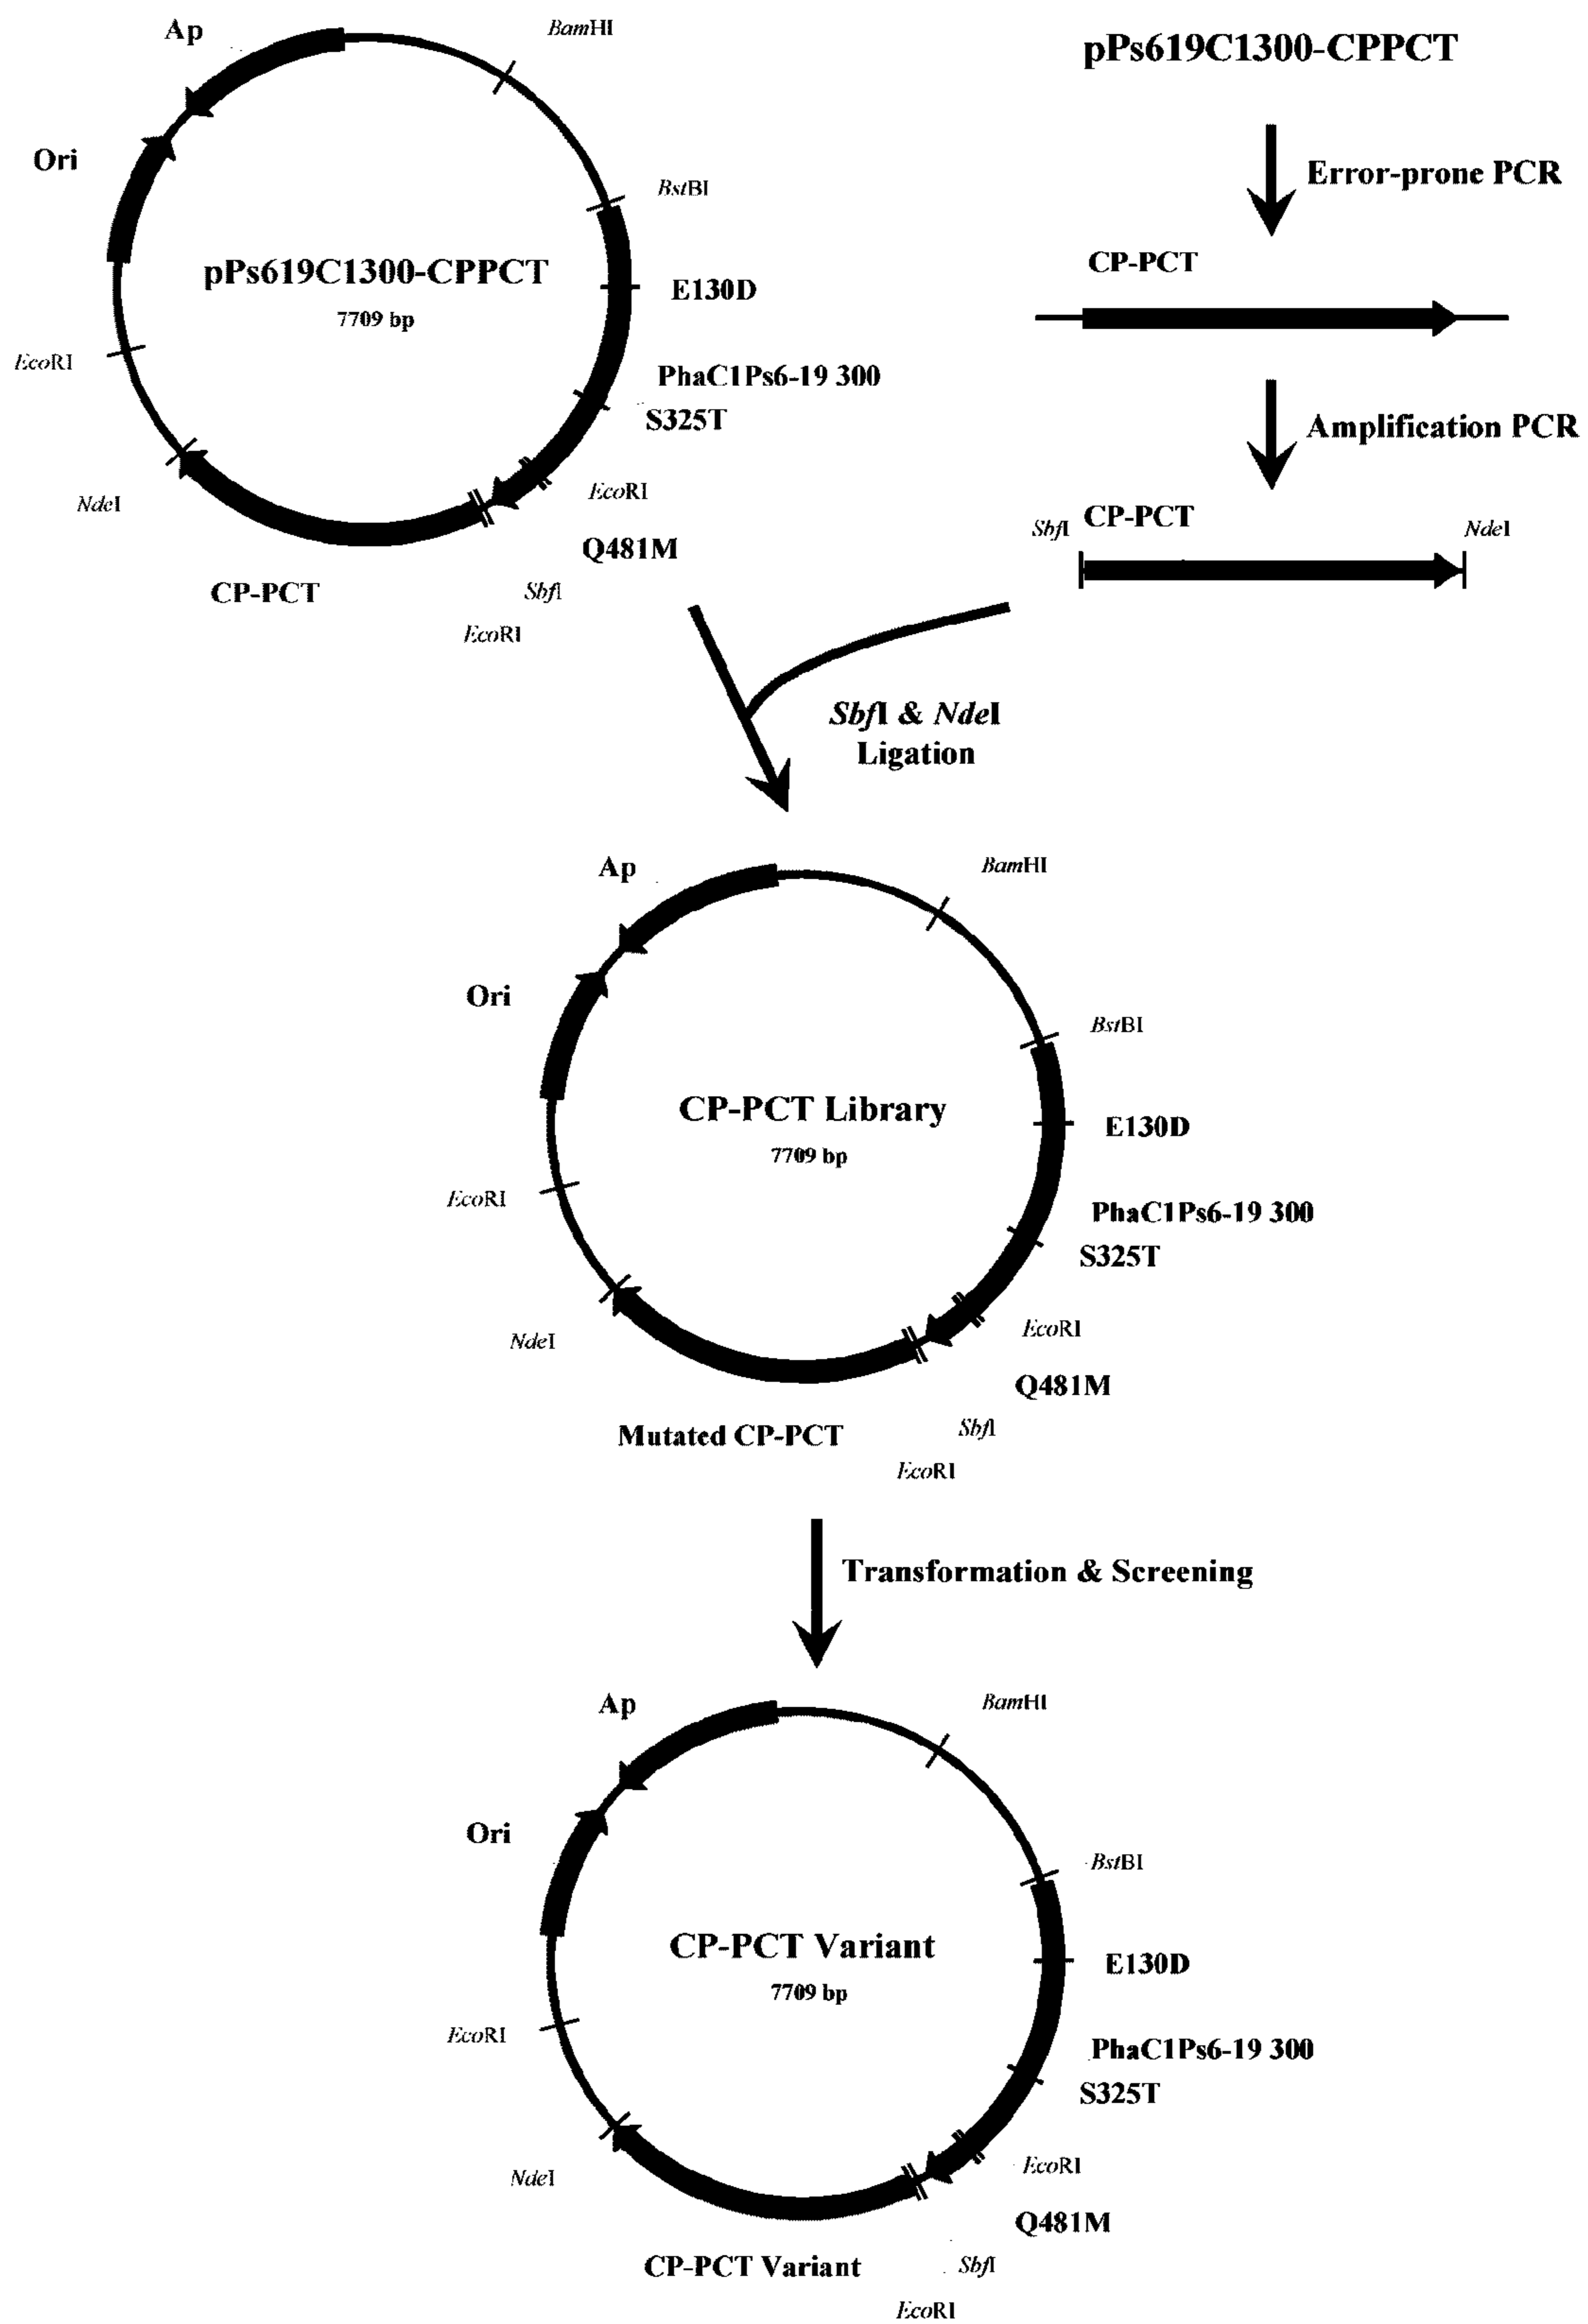 Ap
BamHI
Ori
BstBI
pPs619C1300-CPPCT
7709 bp
E130D
EcoRI
PhaC1Ps6-19 300
S325T
NdeI
EcoRI
Q481M
CP-PCT
SbfI
EcoRI
pPs619C1300-CPPCT
Error-prone PCR
CP-PCT
Amplification PCR
SbfI
CP-PCT
NdeI
SbfI & NdeI
Ligation
Ap
BamHI
Ori
BstBI
CP-PCT Library
7709 bp
E130D
EcoRI
PhaC1Ps6-19 300
S325T
NdeI
EcoRI
Q481M
Mutated CP-PCT
SbfI
EcoRI
Transformation & Screening
Ap
BamHI
Ori
BstBI
CP-PCT Variant
7709 bp
E130D
EcoRI
PhaC1Ps6-19 300
S325T
NdeI
EcoRI
Q481M
CP-PCT Variant
SbfI
EcoRI